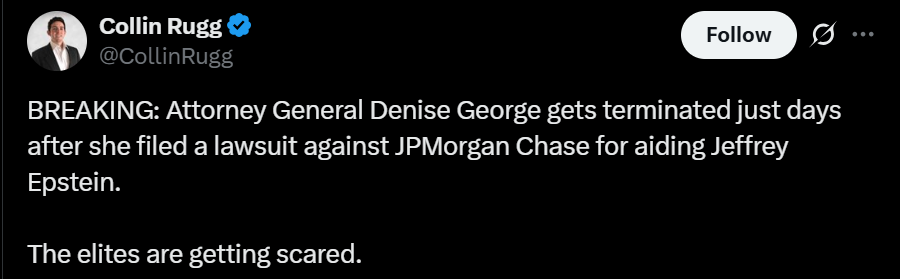 Collin Rugg
@CollinRugg
Follow
BREAKING: Attorney General Denise George gets terminated just days
after she filed a lawsuit against JPMorgan Chase for aiding Jeffrey
Epstein.
The elites are getting scared.